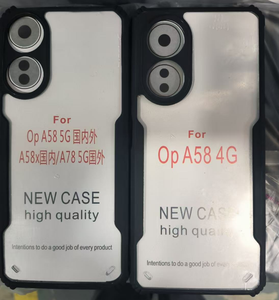 For
Op A58 5G 国内外
A58x国内/A78 5G国外
NEW CASE
high quality
Intentions to do a good job of every product
For
Op A58 4G
NEW CASE
high quality
Intentions to do a good job of every product